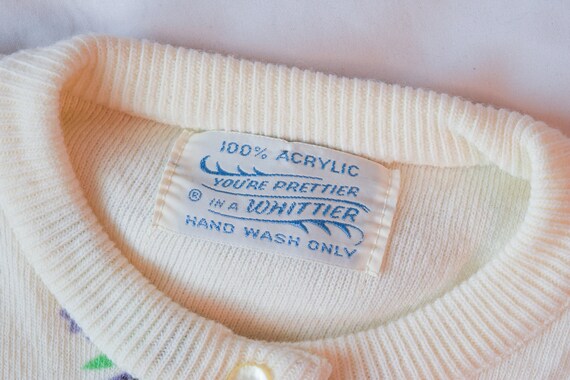 100% ACRYLIC
YOU'RE PRETTIER
® IN A WHITTIER
HAND WASH ONLY